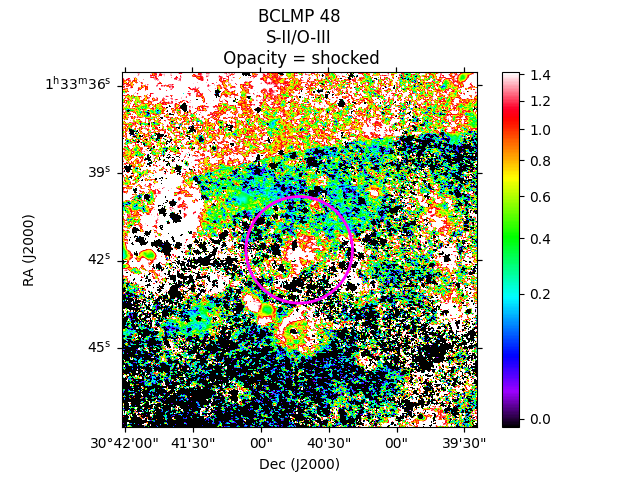 BCLMP 48
S-II/O-III
Opacity = shocked
1ʰ33ᵐ36ˢ
39ˢ
42ˢ
45ˢ
RA (J2000)
30°42'00" 41'30" 00" 40'30" 00" 39'30"
Dec (J2000)
1.4
1.2
1.0
0.8
0.6
0.4
0.2
0.0